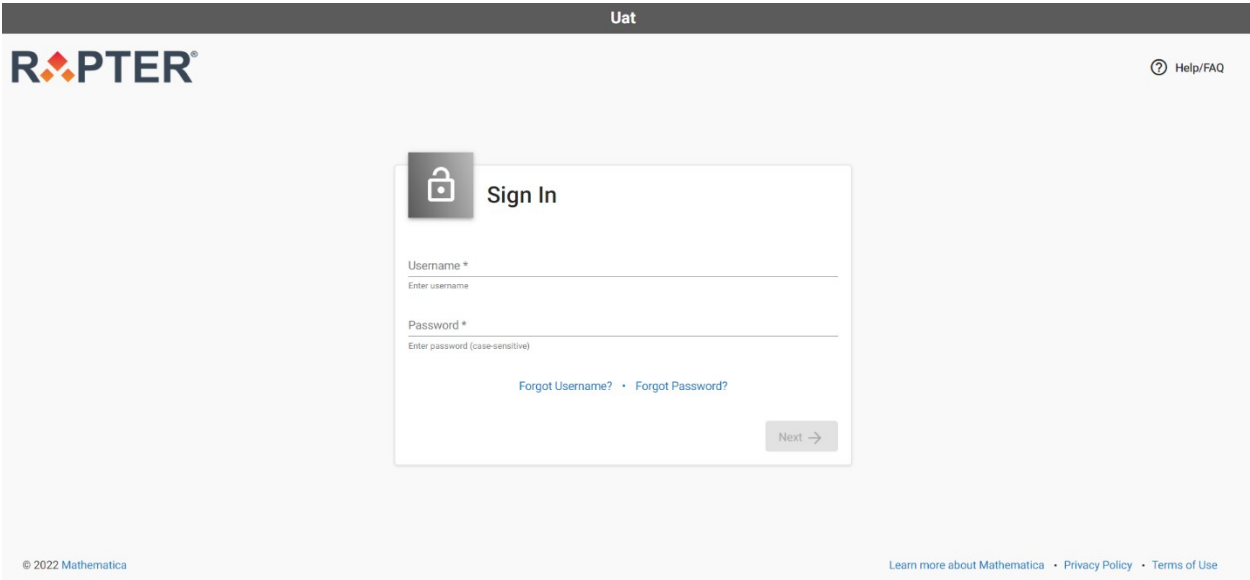 Uat
RAPTER®
Help/FAQ
Sign In
Username *
Enter username
Password *
Enter password (case-sensitive)
Forgot Username? • Forgot Password?
Next →
© 2022 Mathematica
Learn more about Mathematica • Privacy Policy • Terms of Use